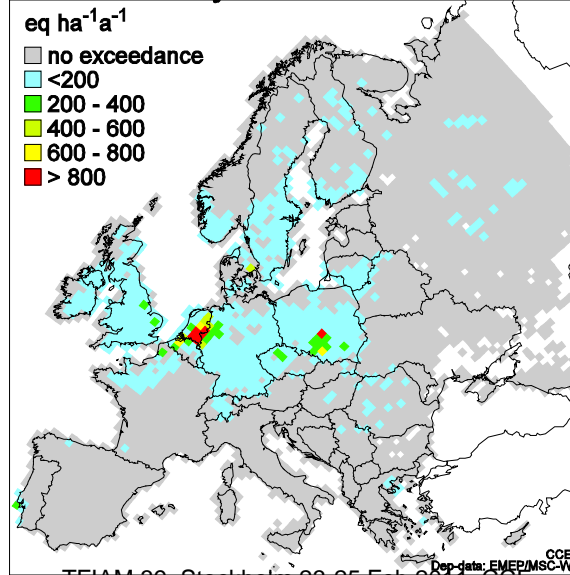 eq ha⁻¹a⁻¹
no exceedance
<200
200 - 400
400 - 600
600 - 800
> 800
CCE
Dep-data: EMEP/MSC-W